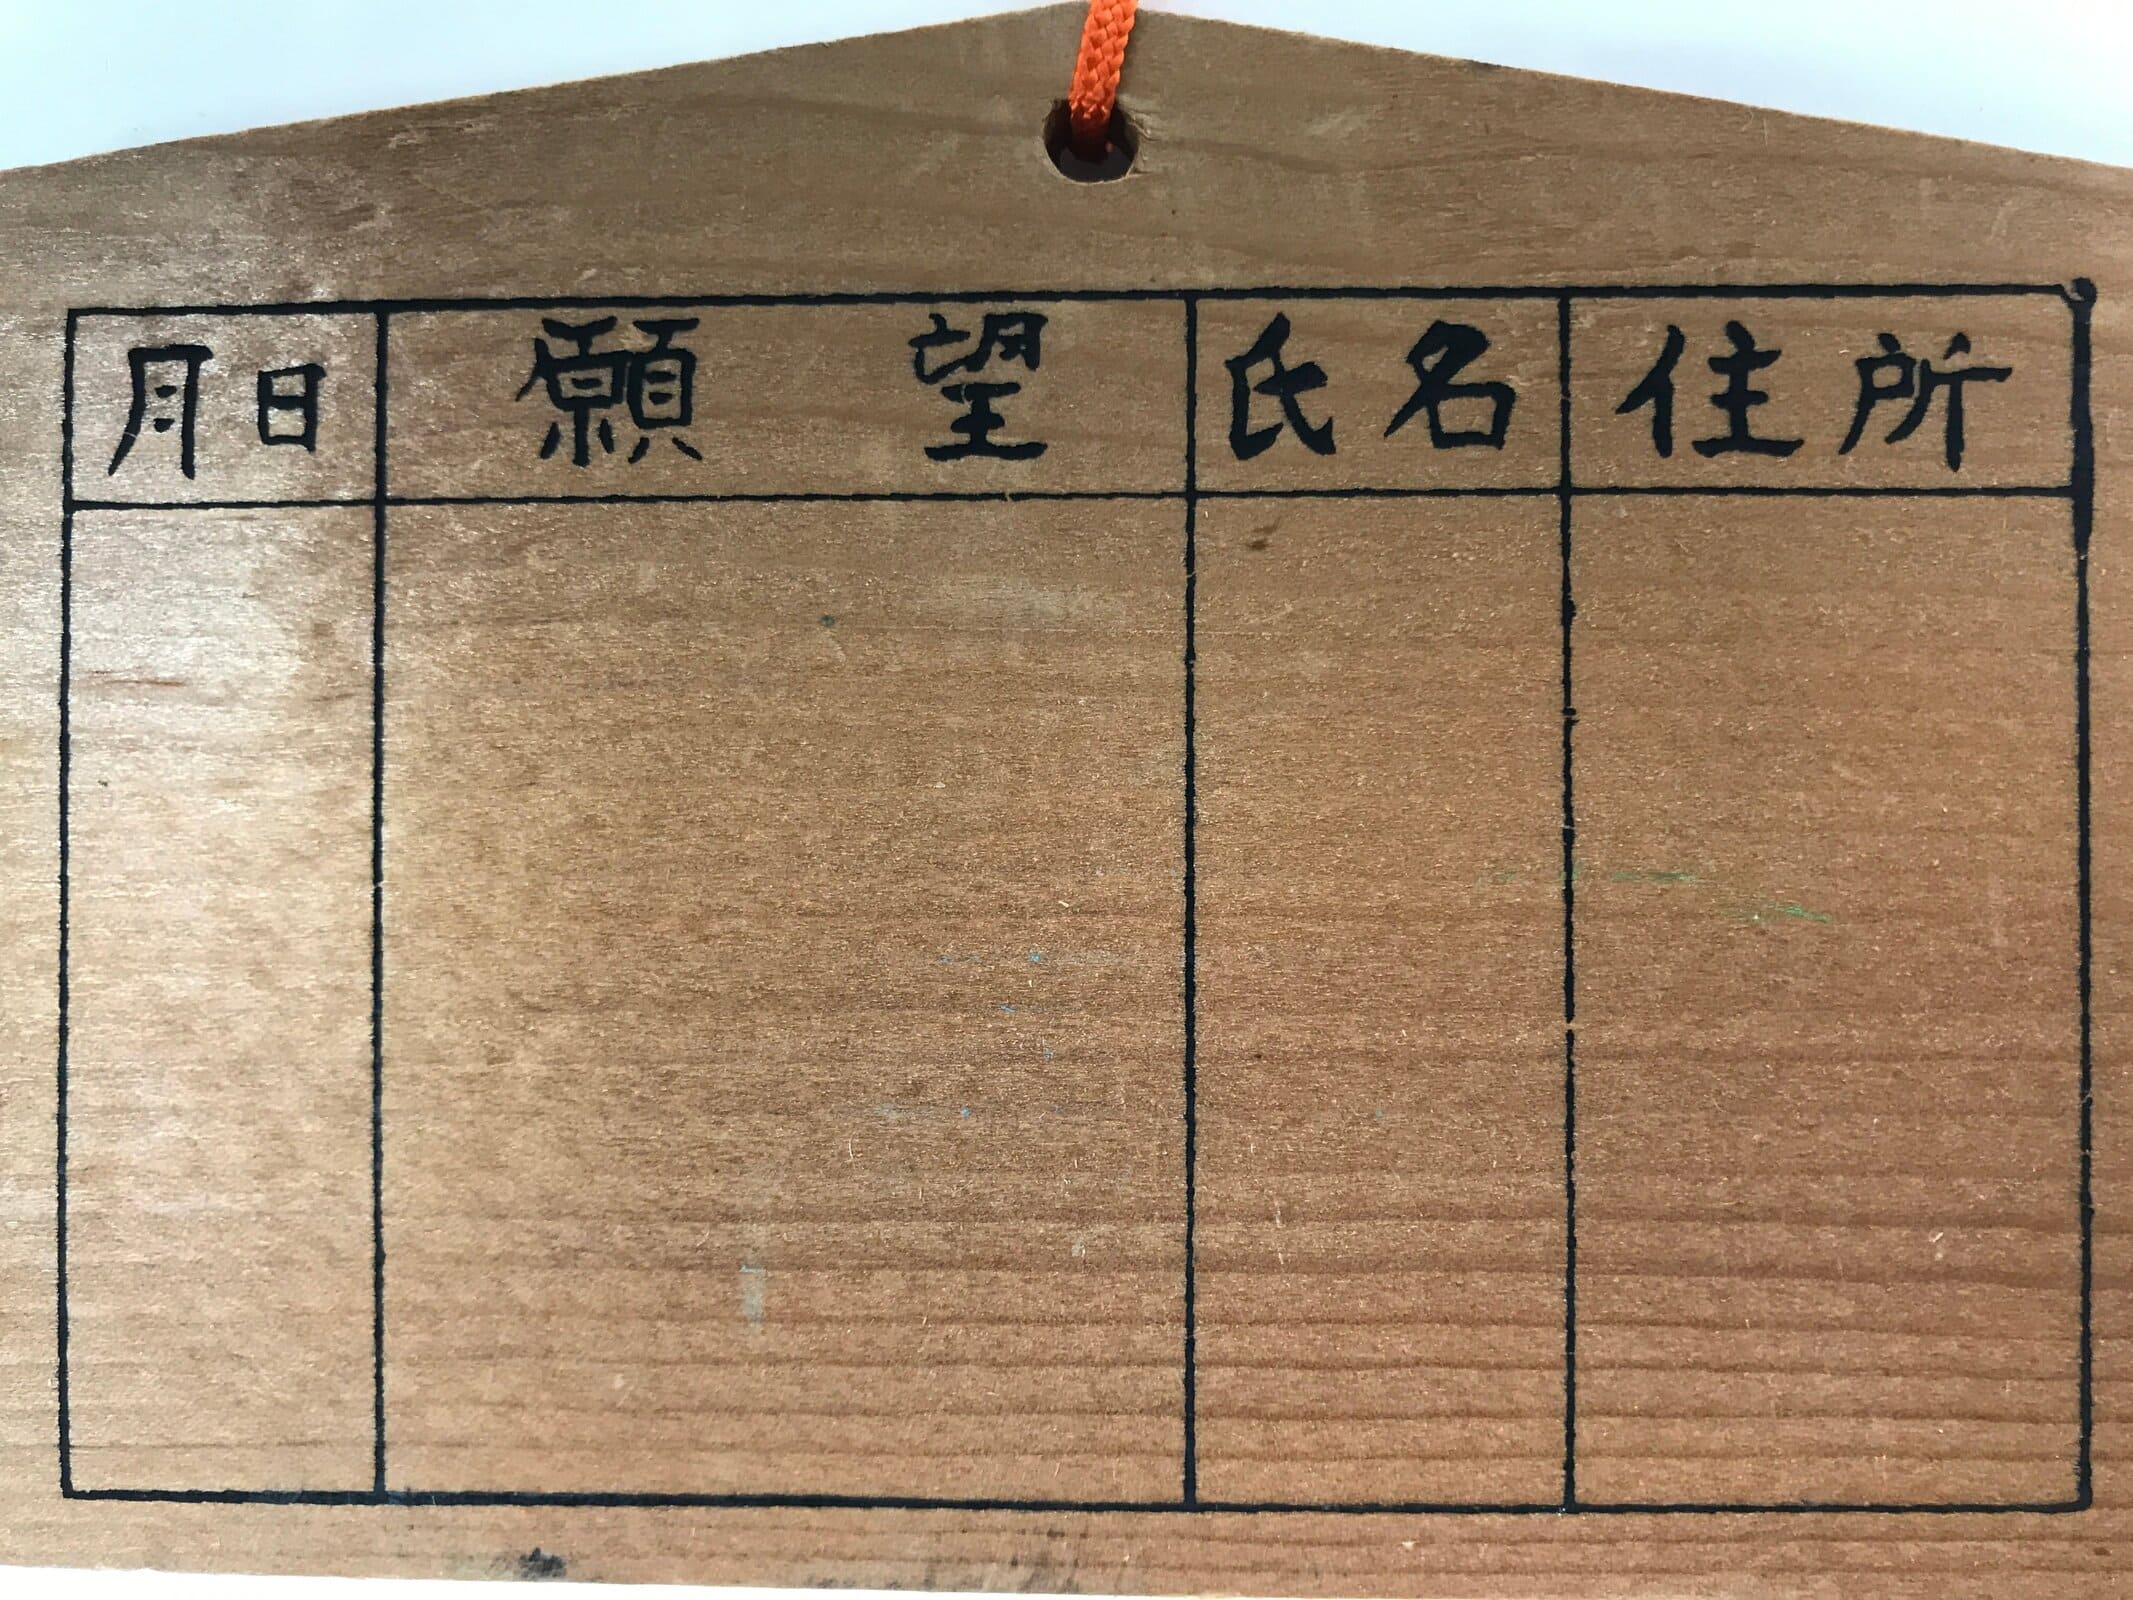 月日 願望 氏名 住所